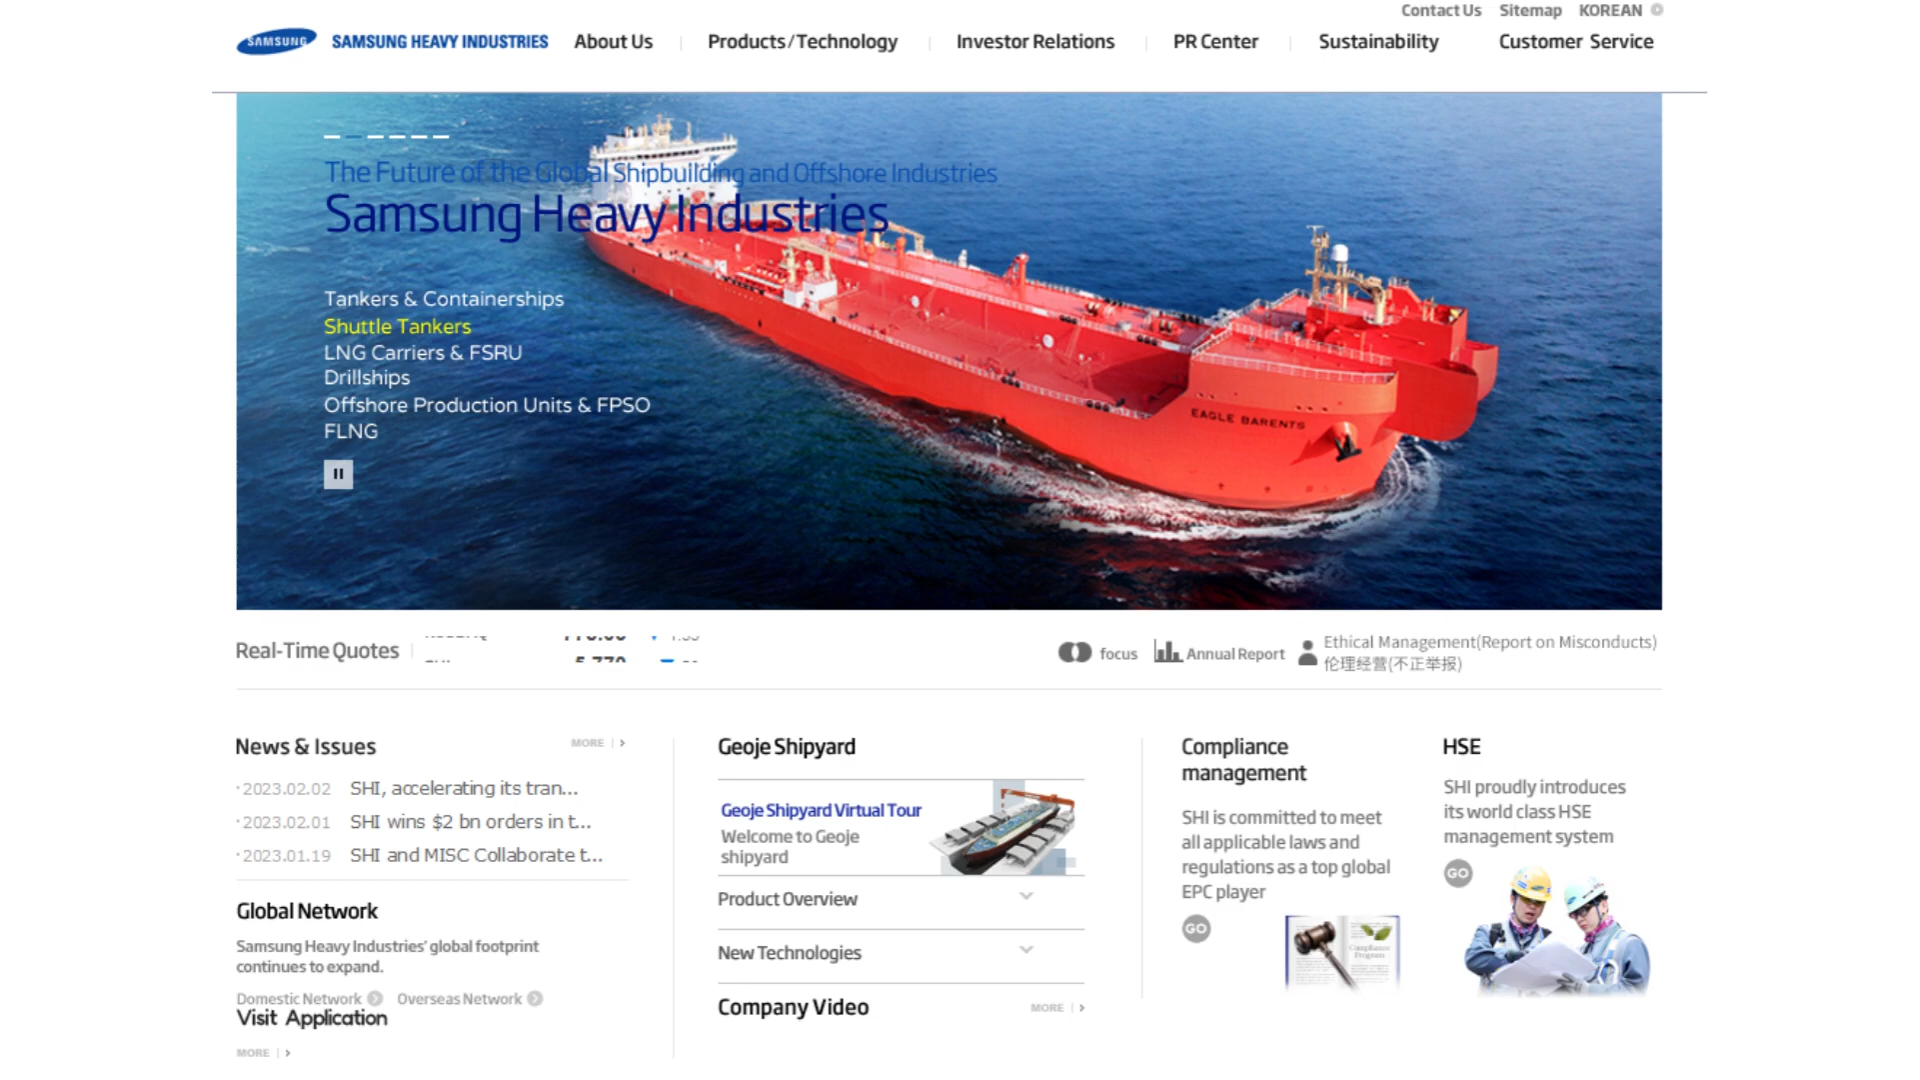 Contact Us Sitemap KOREAN
SAMSUNG SAMSUNG HEAVY INDUSTRIES About Us Products/Technology Investor Relations PR Center Sustainability Customer Service
The Future of the Global Shipbuilding and Offshore Industries
Samsung Heavy Industries
Tankers & Containerships
Shuttle Tankers
LNG Carriers & FSRU
Drillships
Offshore Production Units & FPSO
FLNG
EAGLE BARENTS
Real-Time Quotes
focus Annual Report
Ethical Management(Report on Misconducts)
伦理经营(不正举报)
News & Issues MORE
2023.02.02 SHI, accelerating its tran...
2023.02.01 SHI wins $2 bn orders in t...
2023.01.19 SHI and MISC Collaborate t...
Global Network
Samsung Heavy Industries' global footprint
continues to expand.
Domestic Network Overseas Network
Visit Application
MORE
Geoje Shipyard
Geoje Shipyard Virtual Tour
Welcome to Geoje
shipyard
Product Overview
New Technologies
Company Video MORE
Compliance
management
SHI is committed to meet
all applicable laws and
regulations as a top global
EPC player
GO
Compliance
Program
HSE
SHI proudly introduces
its world class HSE
management system
GO